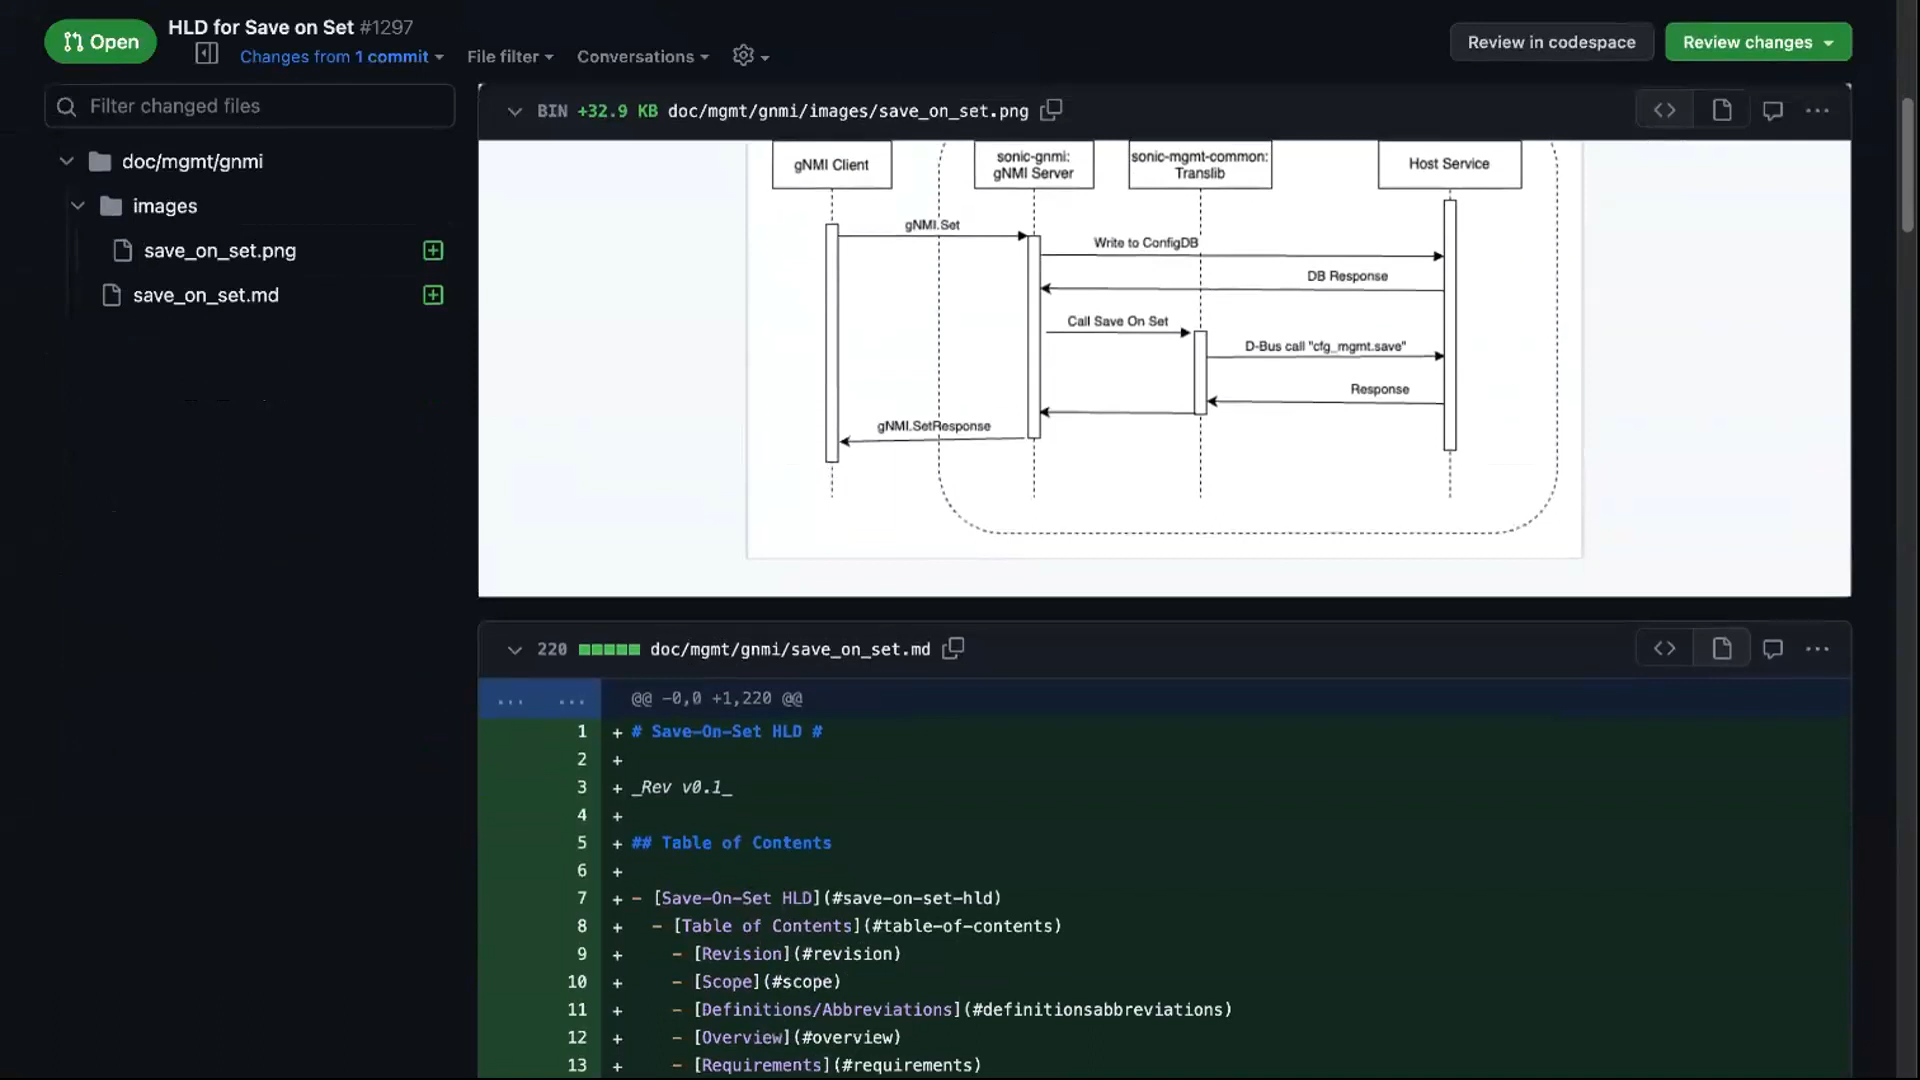 Open
HLD for Save on Set #1297
Changes from 1 commit
File filter
Conversations
Review in codespace
Review changes
Filter changed files
doc/mgmt/gnmi
images
save_on_set.png
save_on_set.md
BIN +32.9 KB doc/mgmt/gnmi/images/save_on_set.png
gNMI Client
sonic-gnmi:
gNMI Server
sonic-mgmt-common:
Translib
Host Service
gNMI.Set
Write to ConfigDB
DB Response
Call Save On Set
D-Bus call "cfg_mgmt.save"
Response
gNMI.SetResponse
220 doc/mgmt/gnmi/save_on_set.md
... ... @@ -0,0 +1,220 @@
1 + # Save-On-Set HLD #
2 +
3 + _Rev v0.1_
4 +
5 + ## Table of Contents
6 +
7 + - [Save-On-Set HLD](#save-on-set-hld)
8 + - [Table of Contents](#table-of-contents)
9 + - [Revision](#revision)
10 + - [Scope](#scope)
11 + - [Definitions/Abbreviations](#definitionsabbreviations)
12 + - [Overview](#overview)
13 + - [Requirements](#requirements)